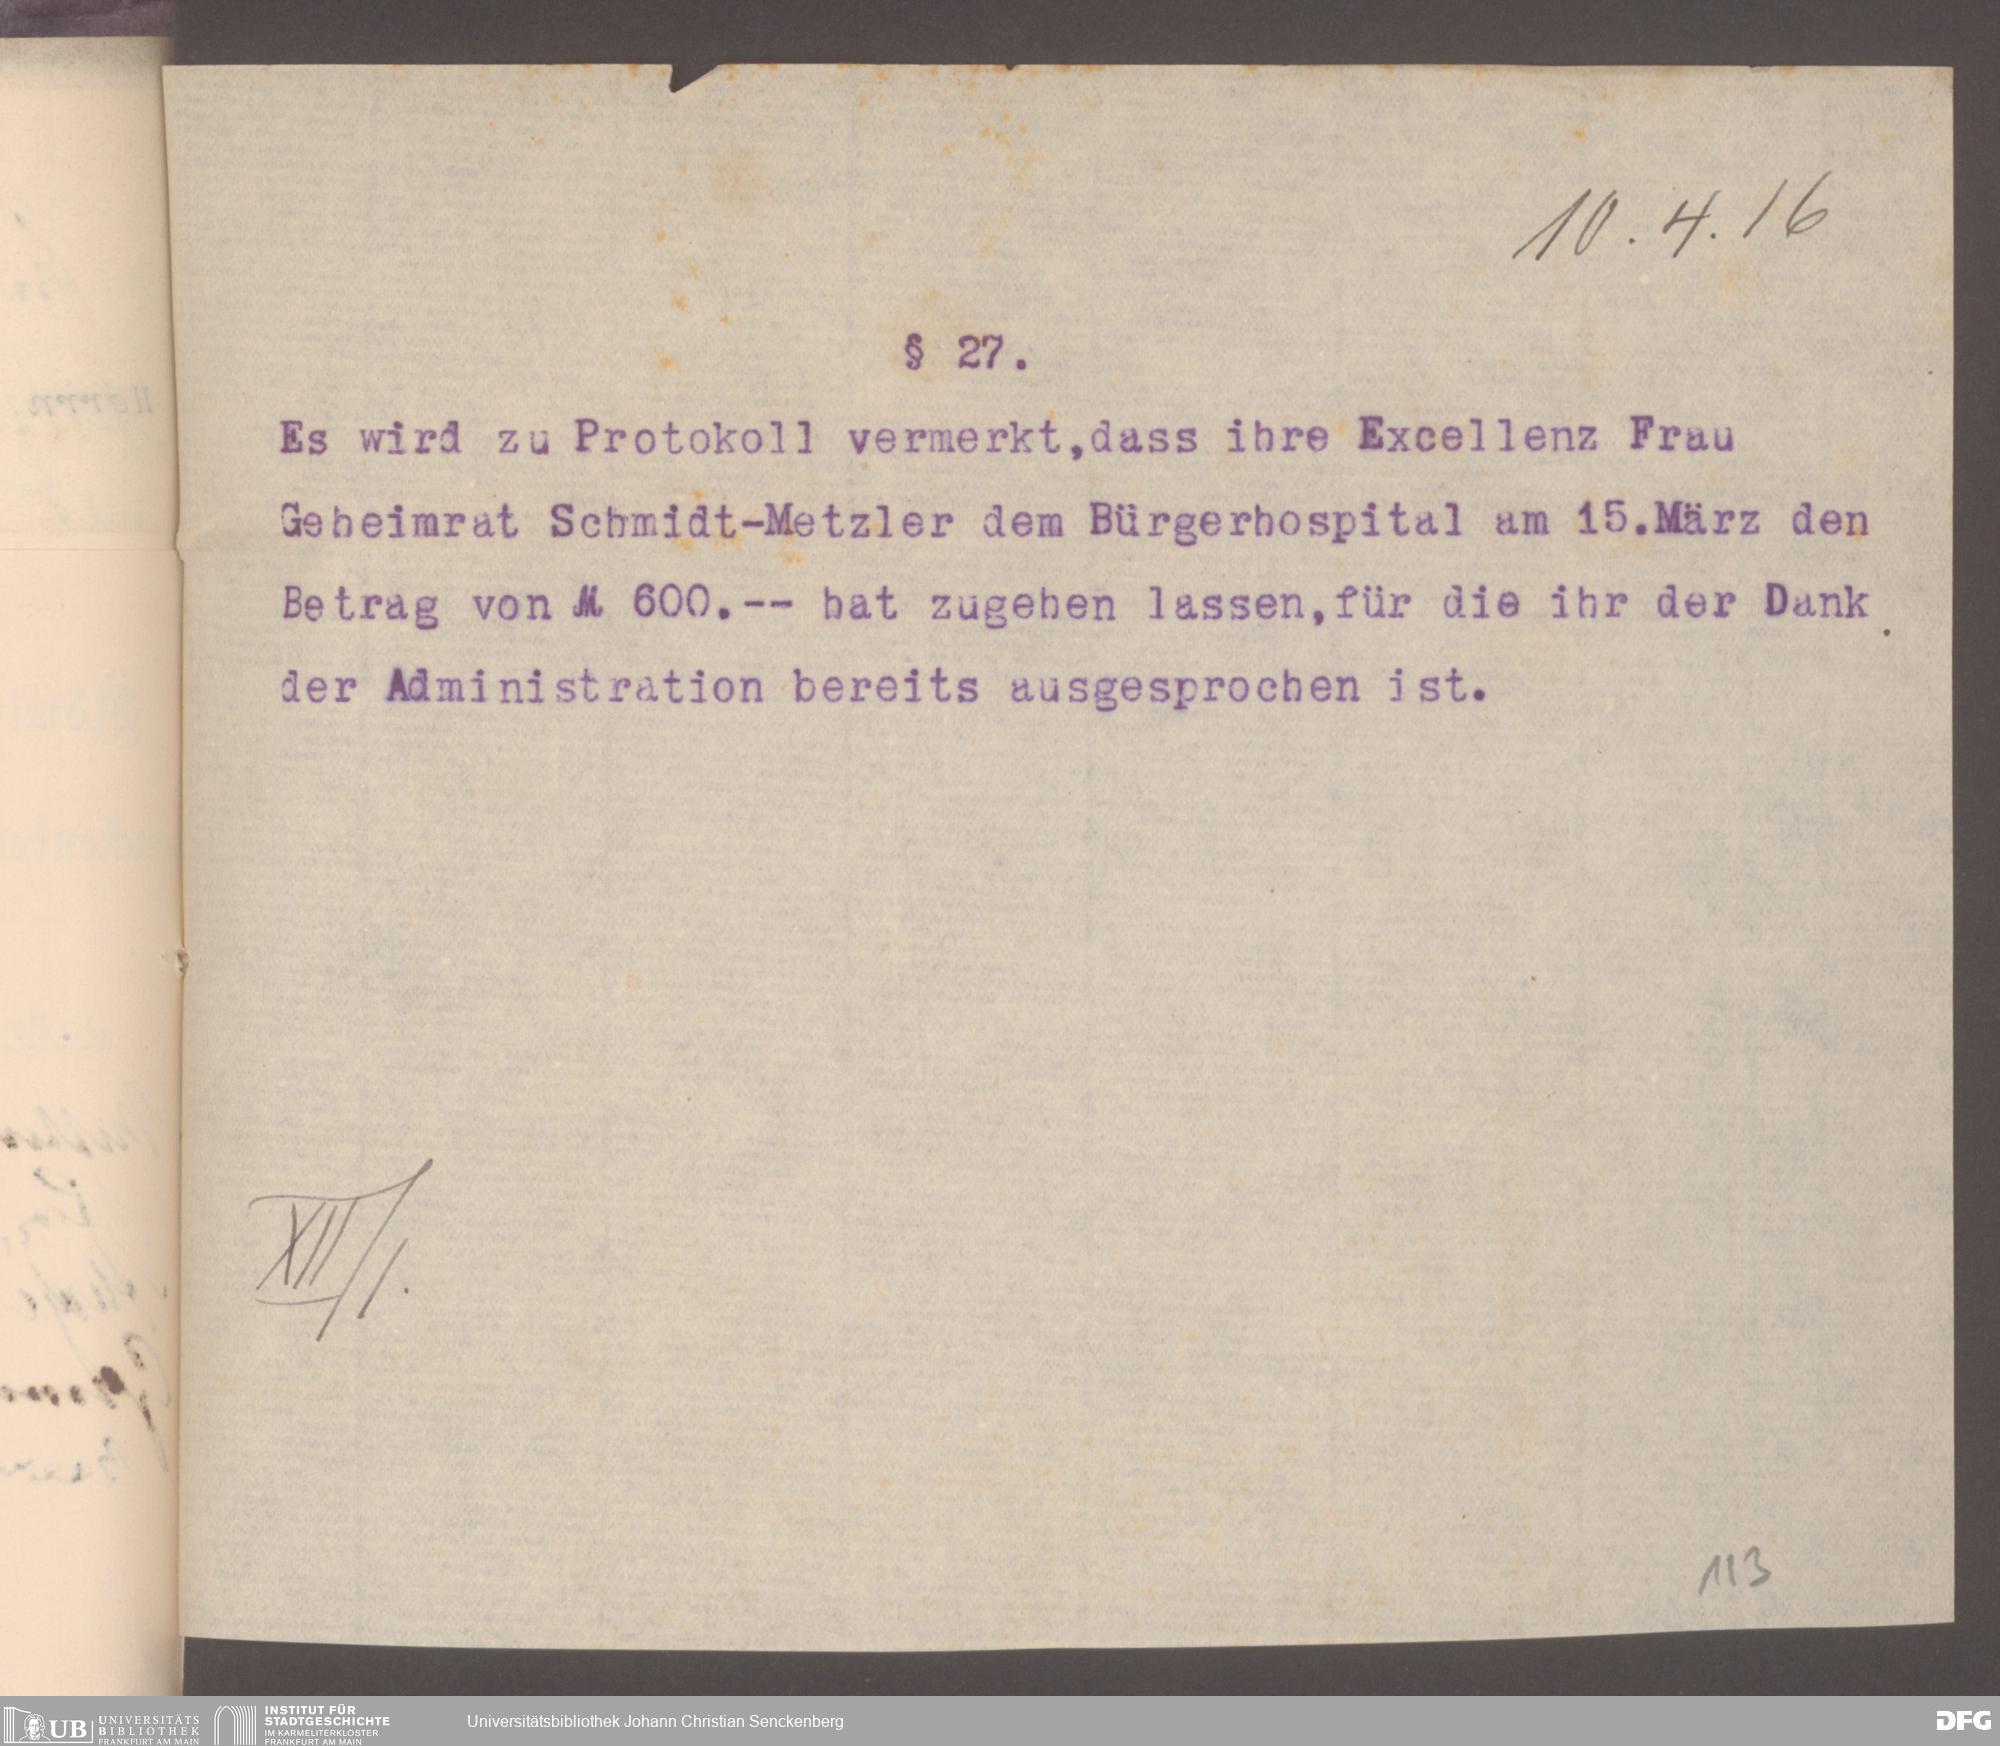 10.4.16
§ 27.
Es wird zu Protokoll vermerkt,dass ihre Excellenz Frau
Geheimrat Schmidt-Metzler dem Bürgerhospital am 15.März den
Betrag von M 600.-- hat zugehen lassen,für die ihr der Dank
der Administration bereits ausgesprochen ist.
XII/1.
113
UB UNIVERSITÄTS
BIBLIOTHEK
FRANKFURT AM MAIN
INSTITUT FÜR
STADTGESCHICHTE
IM KARMELITERKLOSTER
FRANKFURT AM MAIN
Universitätsbibliothek Johann Christian Senckenberg
DFG